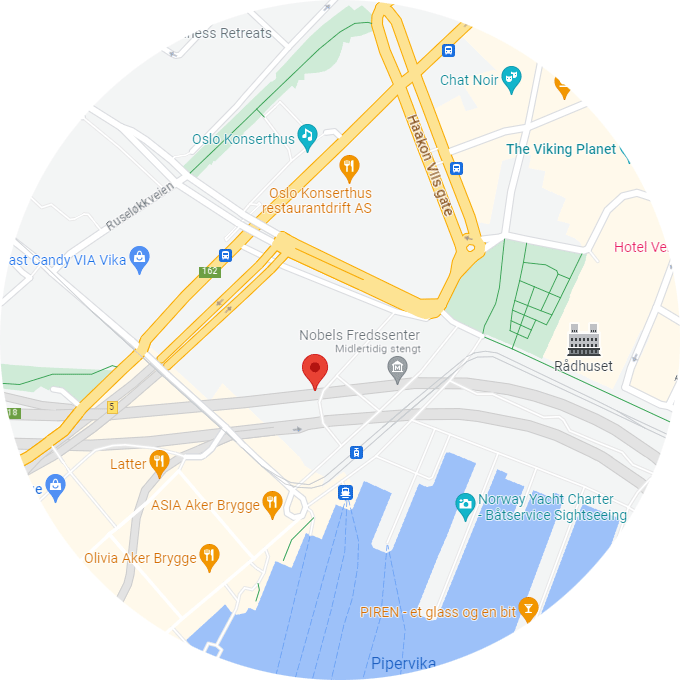 ness Retreats
Chat Noir
Haakon VIIs gate
Oslo Konserthus
The Viking Planet
Oslo Konserthus
restaurantdrift AS
Ruseløkkveien
Hotel Ve
ast Candy VIA Vika
162
Nobels Fredssenter
Midlertidig stengt
Rådhuset
18
5
Latter
e
ASIA Aker Brygge
Norway Yacht Charter
- Båtservice Sightseeing
Olivia Aker Brygge
PIREN - et glass og en bit
Pipervika